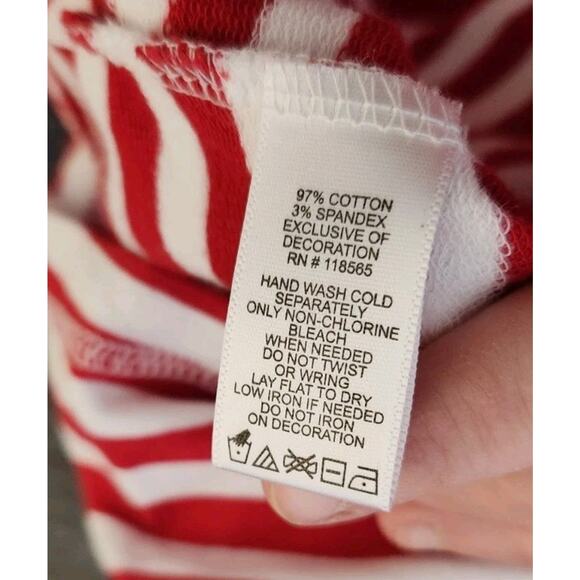 97% COTTON
3% SPANDEX
EXCLUSIVE OF
DECORATION
RN # 118565
HAND WASH COLD
SEPARATELY
ONLY NON-CHLORINE
BLEACH
WHEN NEEDED
DO NOT TWIST
OR WRING
LAY FLAT TO DRY
LOW IRON IF NEEDED
DO NOT IRON
ON DECORATION